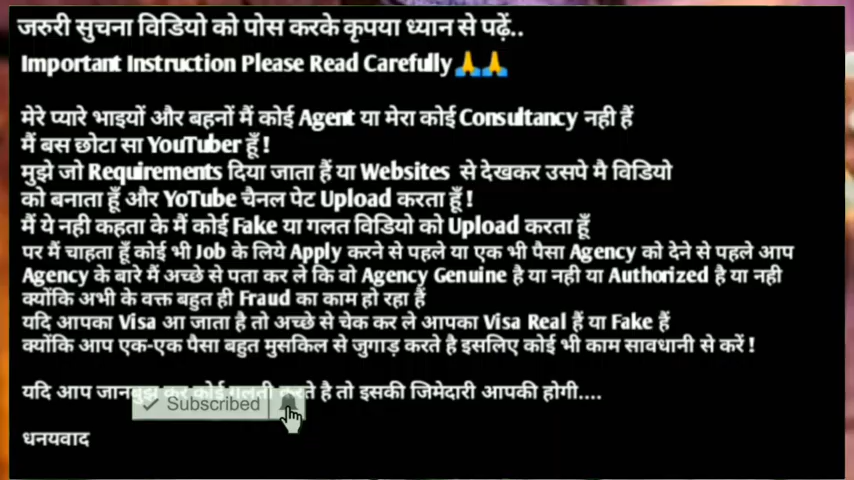 जरुरी सुचना विडियो को पोस करके कृपया ध्यान से पढ़ें..
Important Instruction Please Read Carefully🙏🙏
मेरे प्यारे भाइयों और बहनों मैं कोई Agent या मेरा कोई Consultancy नही हैं
मैं बस छोटा सा YouTuber हूँ !
मुझे जो Requirements दिया जाता हैं या Websites से देखकर उसपे मै विडियो
को बनाता हूँ और YoTube चैनल पेट Upload करता हूँ !
मैं ये नही कहता के मैं कोई Fake या गलत विडियो को Upload करता हूँ
पर मैं चाहता हूँ कोई भी Job के लिये Apply करने से पहले या एक भी पैसा Agency को देने से पहले आप
Agency के बारे मैं अच्छे से पता कर ले कि वो Agency Genuine है या नही या Authorized है या नही
क्योंकि अभी के वक्त बहुत ही Fraud का काम हो रहा हैं
यदि आपका Visa आ जाता है तो अच्छे से चेक कर ले आपका Visa Real हैं या Fake हैं
क्योंकि आप एक-एक पैसा बहुत मुसकिल से जुगाड़ करते है इसलिए कोई भी काम सावधानी से करें !
यदि आप जानबुझ कर कोई गलती करते है तो इसकी जिमेदारी आपकी होगी....
Subscribed
धनयवाद